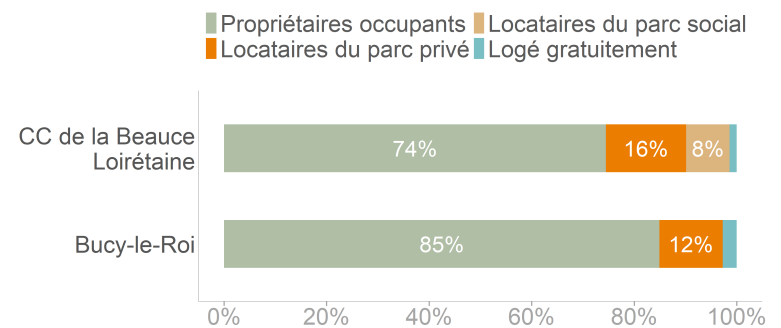 Propriétaires occupants Locataires du parc social
Locataires du parc privé Logé gratuitement
CC de la Beauce
Loirétaine
74% 16% 8%
Bucy-le-Roi
85% 12%
0% 20% 40% 60% 80% 100%